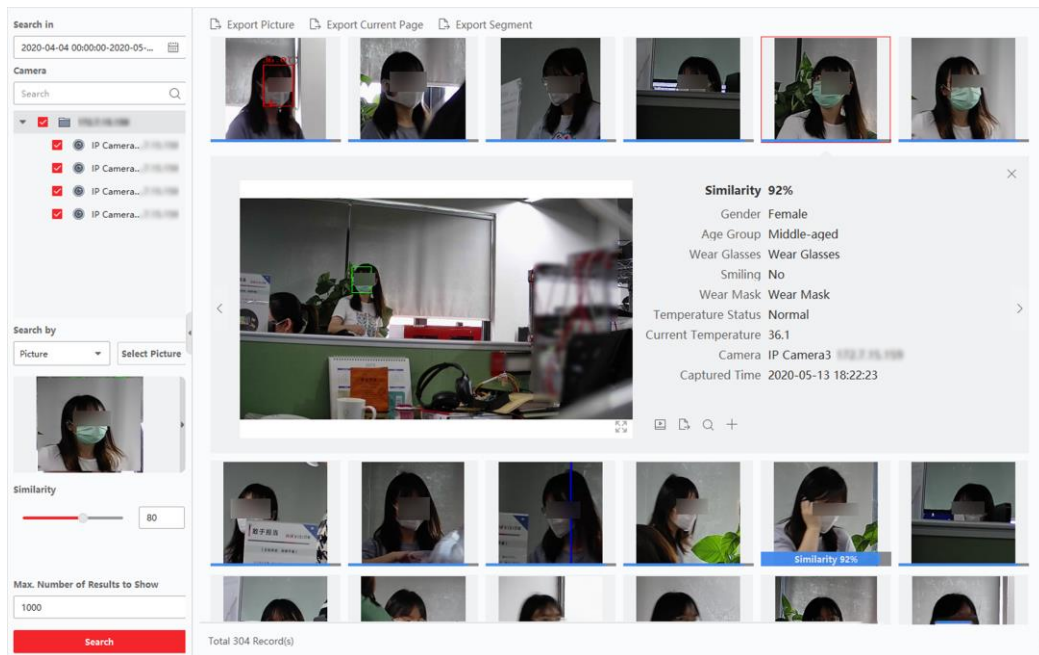 Search in
2020-04-04 00:00:00-2020-05-...
Camera
Search
IP Camera...
IP Camera...
IP Camera...
IP Camera...
Search by
Picture
Select Picture
Similarity
80
Max. Number of Results to Show
1000
Search
Export Picture
Export Current Page
Export Segment
Similarity 92%
Gender Female
Age Group Middle-aged
Wear Glasses Wear Glasses
Smiling No
Wear Mask Wear Mask
Temperature Status Normal
Current Temperature 36.1
Camera IP Camera3
Captured Time 2020-05-13 18:22:23
敢于担当
Similarity 92%
Total 304 Record(s)